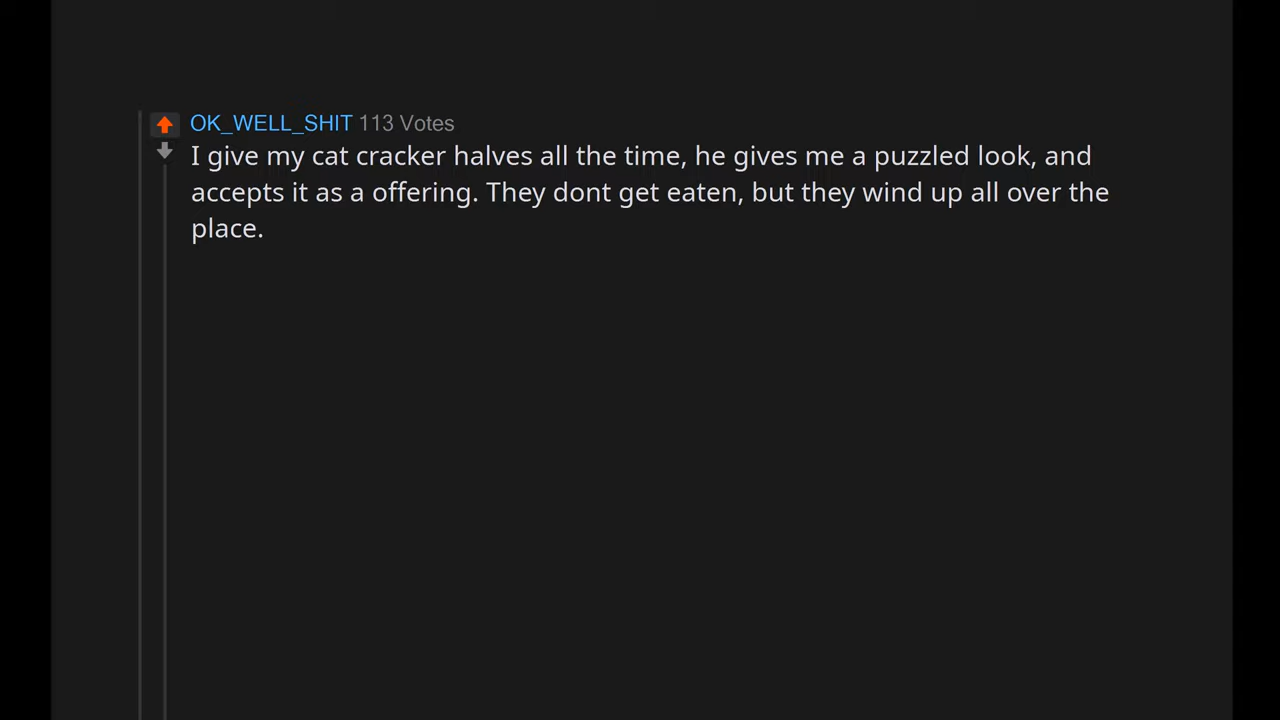 OK_WELL_SHIT 113 Votes
I give my cat cracker halves all the time, he gives me a puzzled look, and
accepts it as a offering. They dont get eaten, but they wind up all over the
place.